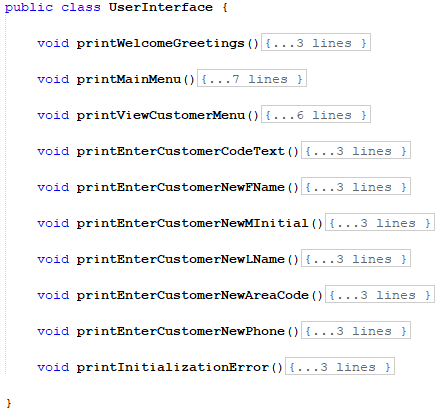 public class UserInterface {
void printWelcomeGreetings() {...3 lines }
void printMainMenu() {...7 lines }
void printViewCustomerMenu() {...6 lines }
void printEnterCustomerCodeText() {...3 lines }
void printEnterCustomerNewFName() {...3 lines }
void printEnterCustomerNewMInitial() {...3 lines }
void printEnterCustomerNewLName() {...3 lines }
void printEnterCustomerNewAreaCode() {...3 lines }
void printEnterCustomerNewPhone() {...3 lines }
void printInitializationError() {...3 lines }
}